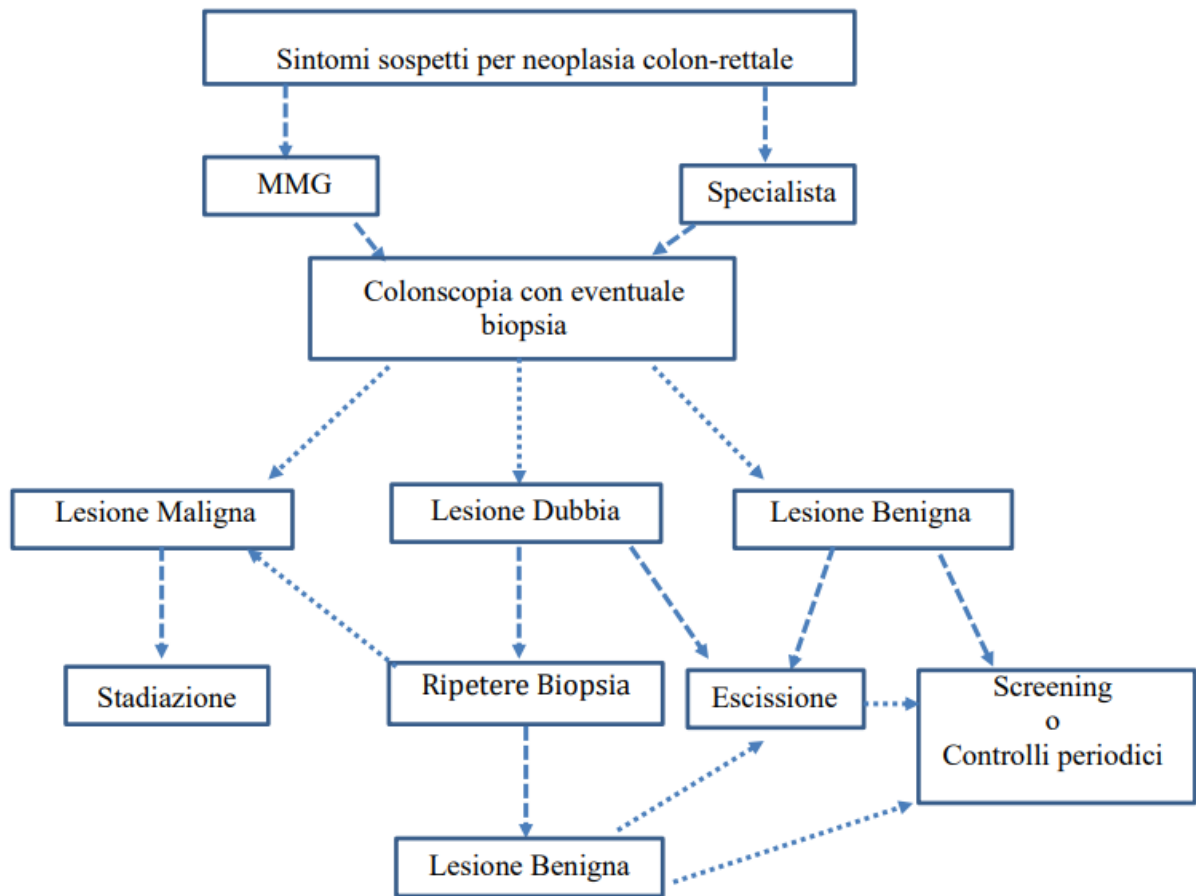 Sintomi sospetti per neoplasia colon-rettale
MMG
Specialista
Colonscopia con eventuale
biopsia
Lesione Maligna
Lesione Dubbia
Lesione Benigna
Stadiazione
Ripetere Biopsia
Escissione
Screening
o
Controlli periodici
Lesione Benigna